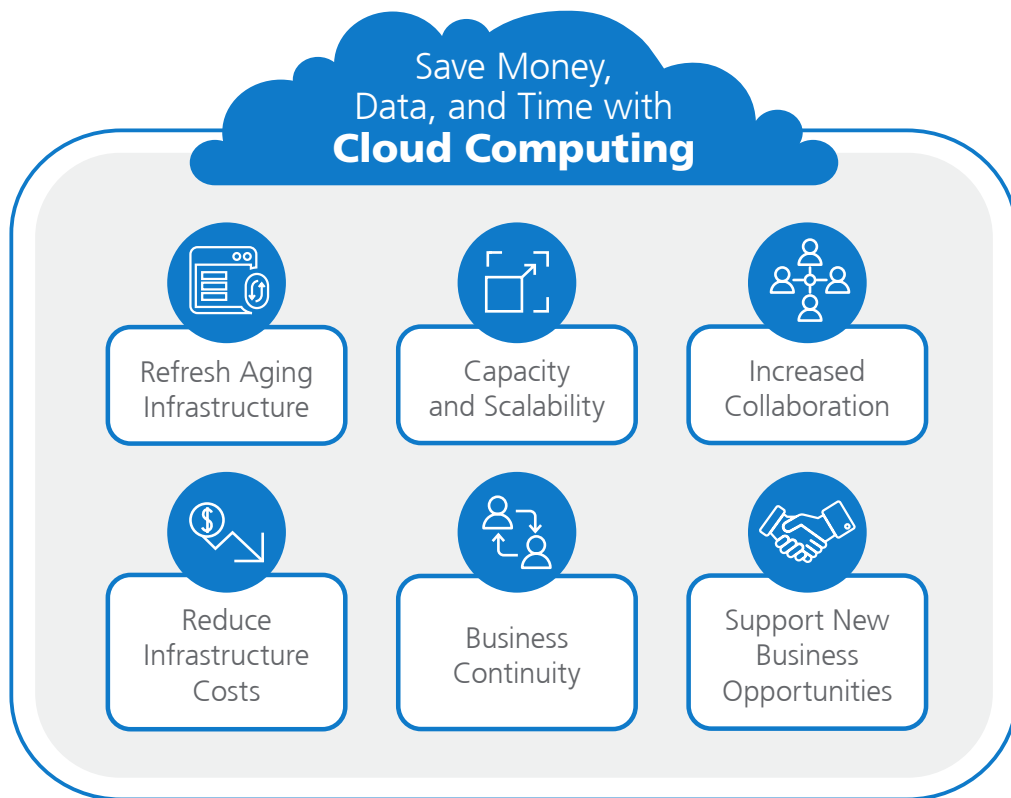 Save Money,
Data, and Time with
Cloud Computing
Refresh Aging
Infrastructure
Capacity
and Scalability
Increased
Collaboration
$
Reduce
Infrastructure
Costs
Business
Continuity
Support New
Business
Opportunities